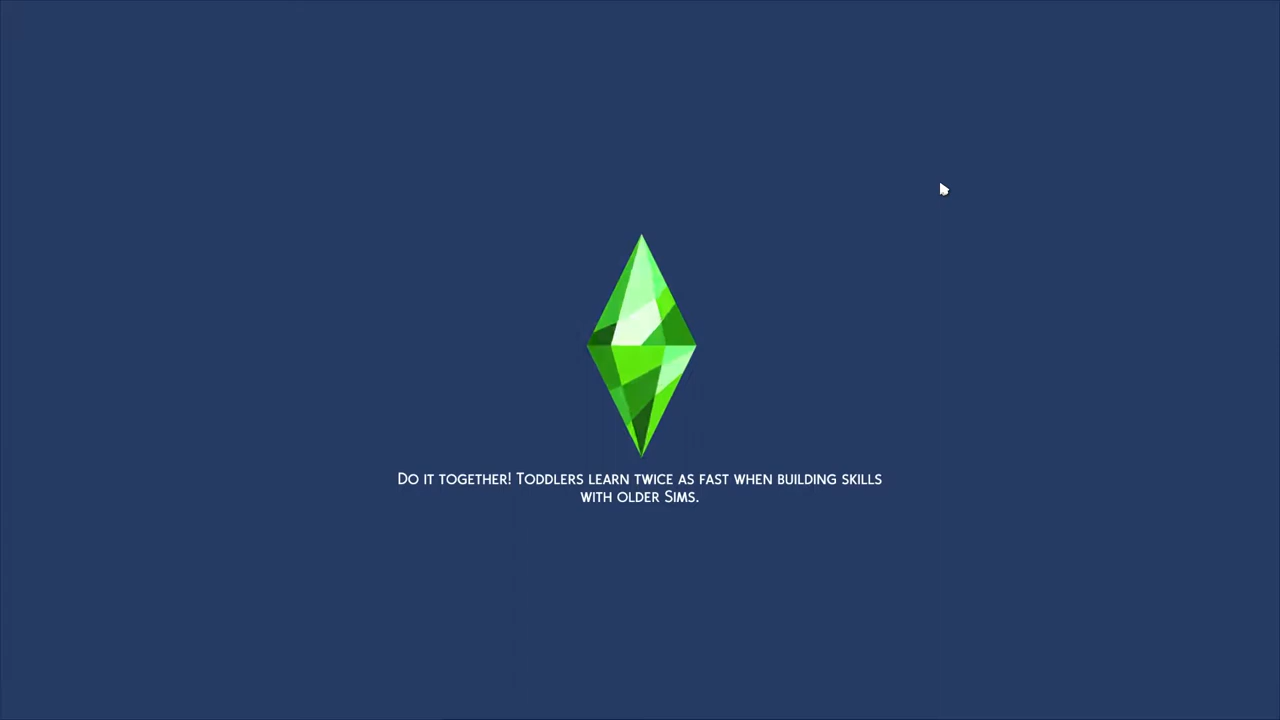 Do it together! Toddlers learn twice as fast when building skills
with older Sims.